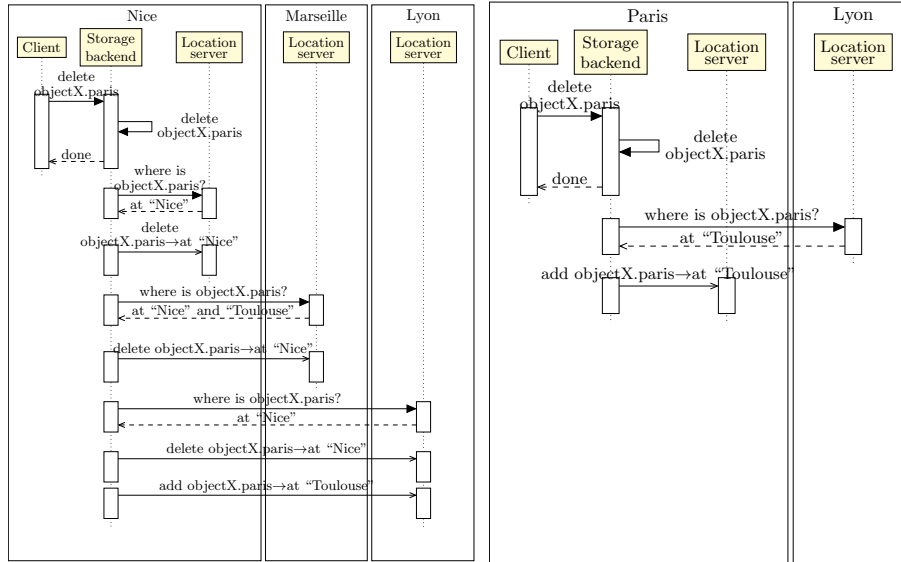 Nice
Marseille
Lyon
Client
Storage
backend
Location
server
Location
server
Location
server
delete
objectX.paris
delete
objectX.paris
done
where is
objectX.paris?
at “Nice”
delete
objectX.paris→at “Nice”
where is objectX.paris?
at “Nice” and “Toulouse”
delete objectX.paris→at “Nice”
where is objectX.paris?
at “Nice”
delete objectX.paris→at “Nice”
add objectX.paris→at “Toulouse”
Paris
Lyon
Client
Storage
backend
Location
server
Location
server
delete
objectX.paris
delete
objectX.paris
done
where is objectX.paris?
at “Toulouse”
add objectX.paris→at “Toulouse”